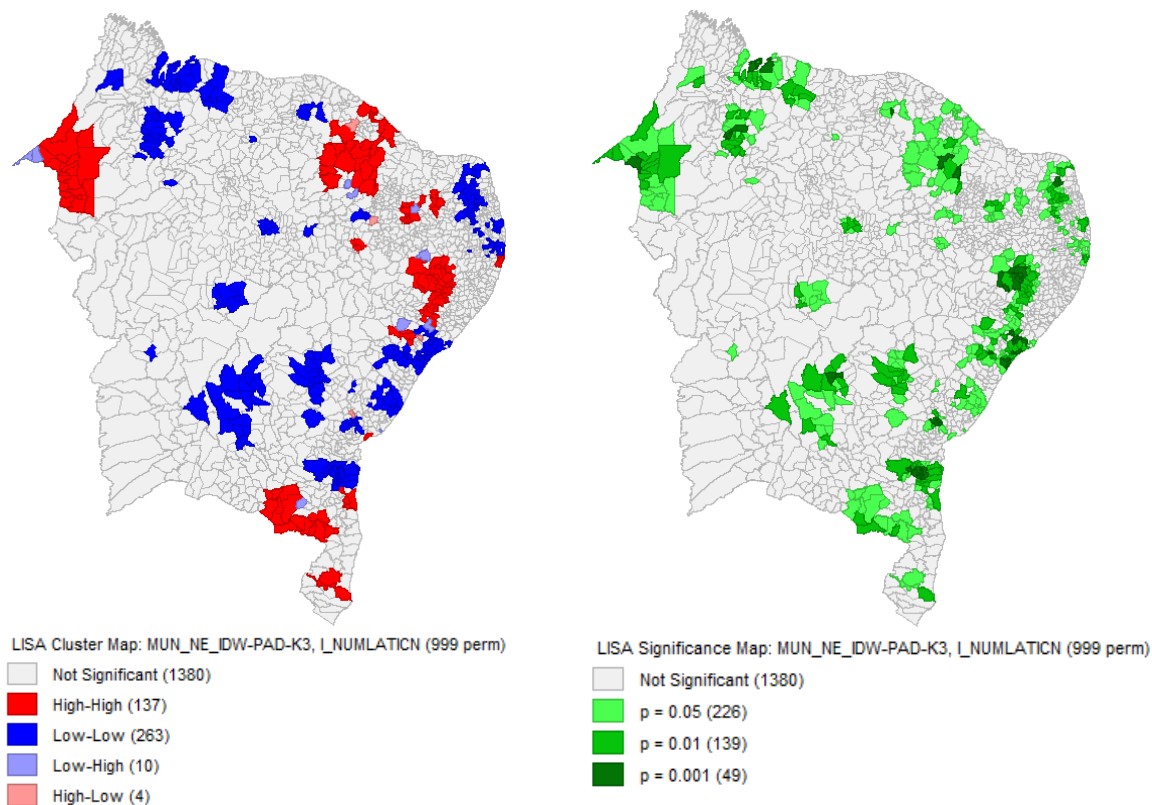 LISA Cluster Map: MUN_NE_IDW-PAD-K3, I_NUMLATICN (999 perm)
Not Significant (1380)
High-High (137)
Low-Low (263)
Low-High (10)
High-Low (4)
LISA Significance Map: MUN_NE_IDW-PAD-K3, I_NUMLATICN (999 perm)
Not Significant (1380)
p = 0.05 (226)
p = 0.01 (139)
p = 0.001 (49)